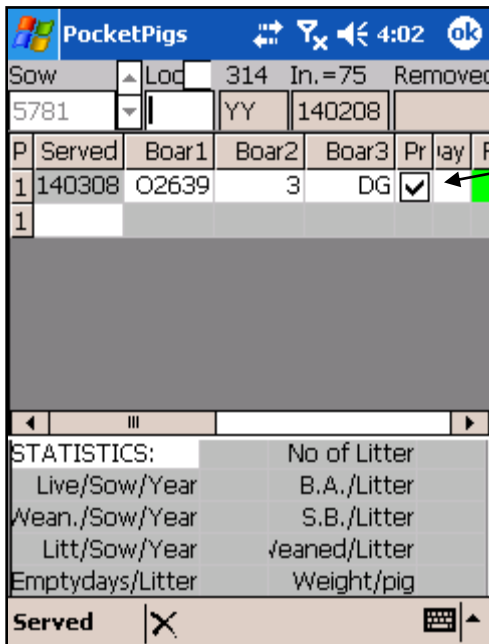 PocketPigs 4:02 ok
Sow Loc 314 In.=75 Removed
5781 YY 140208
P Served Boar1 Boar2 Boar3 Pr ay
1 140308 O2639 3 DG
1
STATISTICS: No of Litter
Live/Sow/Year B.A./Litter
Wean./Sow/Year S.B./Litter
Litt/Sow/Year /eaned/Litter
Emptydays/Litter Weight/pig
Served